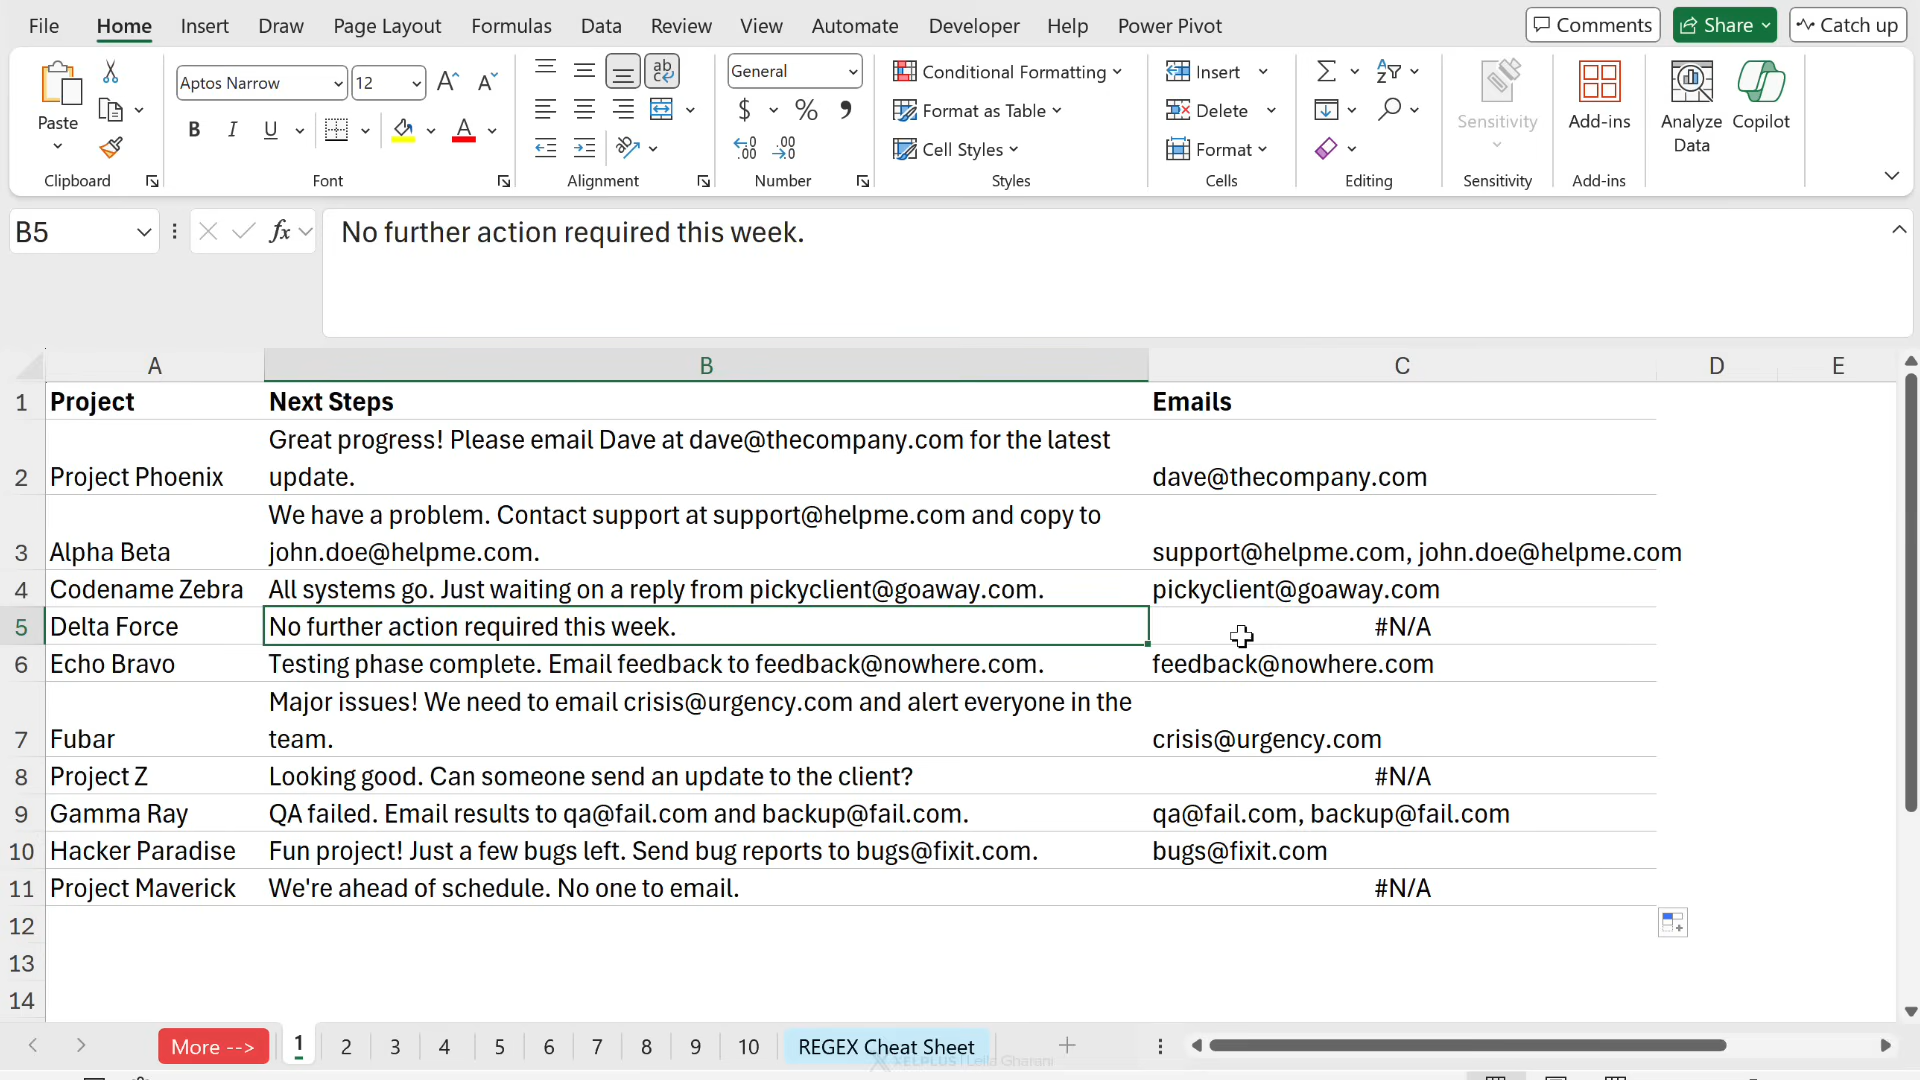 File Home Insert Draw Page Layout Formulas Data Review View Automate Developer Help Power Pivot Comments Share Catch up
Paste
Clipboard
Aptos Narrow 12
B I U A
Font
ab
Alignment
General
$ % ,
.00 .00
Number
Conditional Formatting
Format as Table
Cell Styles
Styles
Insert
Delete
Format
Cells
Editing
Sensitivity
Sensitivity
Add-ins
Add-ins
Analyze Data
Copilot
B5 fx No further action required this week.
A B C D E
1 Project Next Steps Emails
Great progress! Please email Dave at dave@thecompany.com for the latest
2 Project Phoenix update. dave@thecompany.com
We have a problem. Contact support at support@helpme.com and copy to
3 Alpha Beta john.doe@helpme.com. support@helpme.com, john.doe@helpme.com
4 Codename Zebra All systems go. Just waiting on a reply from pickyclient@goaway.com. pickyclient@goaway.com
5 Delta Force No further action required this week. #N/A
6 Echo Bravo Testing phase complete. Email feedback to feedback@nowhere.com. feedback@nowhere.com
Major issues! We need to email crisis@urgency.com and alert everyone in the
7 Fubar team. crisis@urgency.com
8 Project Z Looking good. Can someone send an update to the client? #N/A
9 Gamma Ray QA failed. Email results to qa@fail.com and backup@fail.com. qa@fail.com, backup@fail.com
10 Hacker Paradise Fun project! Just a few bugs left. Send bug reports to bugs@fixit.com. bugs@fixit.com
11 Project Maverick We're ahead of schedule. No one to email. #N/A
12
13
14
More --> 1 2 3 4 5 6 7 8 9 10 REGEX Cheat Sheet
XELPLUS | Leila Gharani